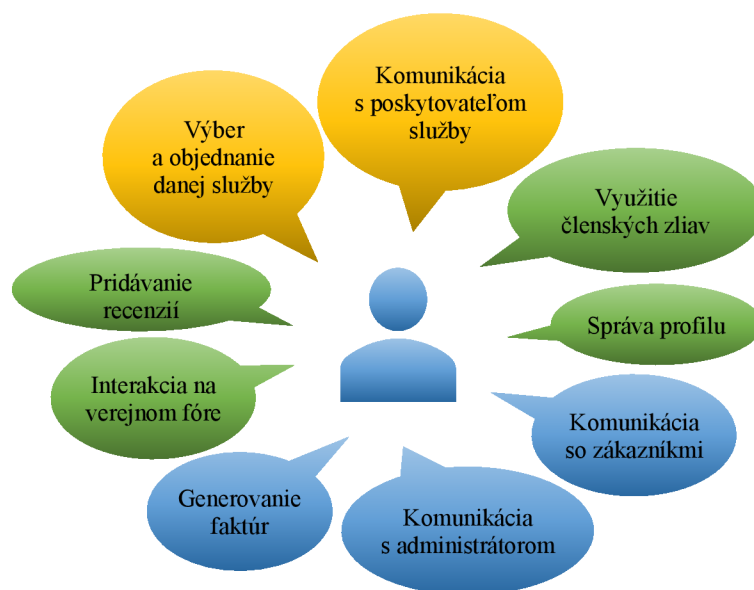 Komunikácia
s poskytovateľom
služby
Výber
a objednanie
danej služby
Využitie
členských zliav
Pridávanie
recenzií
Správa profilu
Interakcia na
verejnom fóre
Komunikácia
so zákazníkmi
Generovanie
faktúr
Komunikácia
s administrátorom